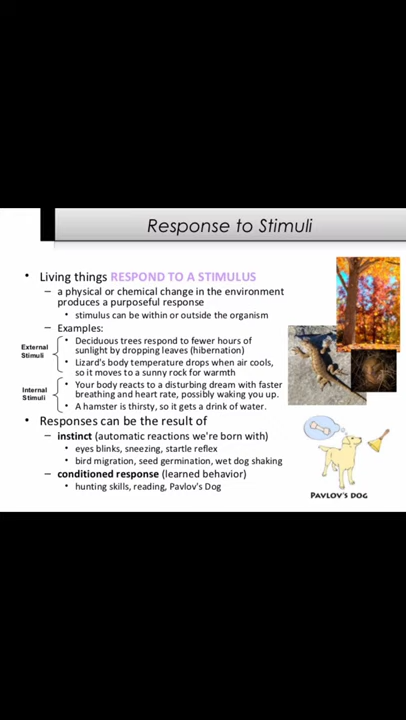 Response to Stimuli
• Living things RESPOND TO A STIMULUS
– a physical or chemical change in the environment
produces a purposeful response
• stimulus can be within or outside the organism
– Examples:
External
Stimuli
• Deciduous trees respond to fewer hours of
sunlight by dropping leaves (hibernation)
• Lizard's body temperature drops when air cools,
so it moves to a sunny rock for warmth
Internal
Stimuli
• Your body reacts to a disturbing dream with faster
breathing and heart rate, possibly waking you up.
• A hamster is thirsty, so it gets a drink of water.
• Responses can be the result of
– instinct (automatic reactions we're born with)
• eyes blinks, sneezing, startle reflex
• bird migration, seed germination, wet dog shaking
– conditioned response (learned behavior)
• hunting skills, reading, Pavlov's Dog
PAVLOV'S DOG